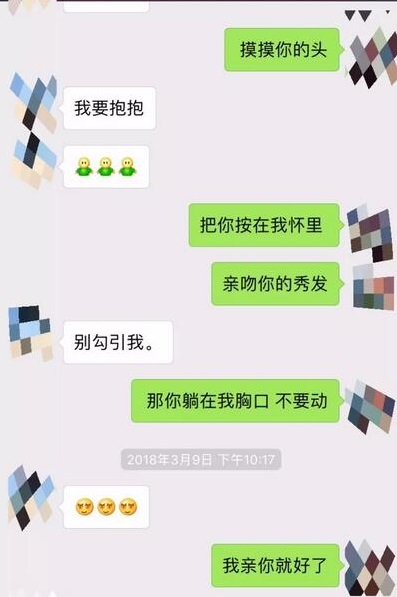 摸摸你的头
我要抱抱
把你按在我怀里
亲吻你的秀发
别勾引我。
那你躺在我胸口 不要动
2018年3月9日 下午10:17
我亲你就好了